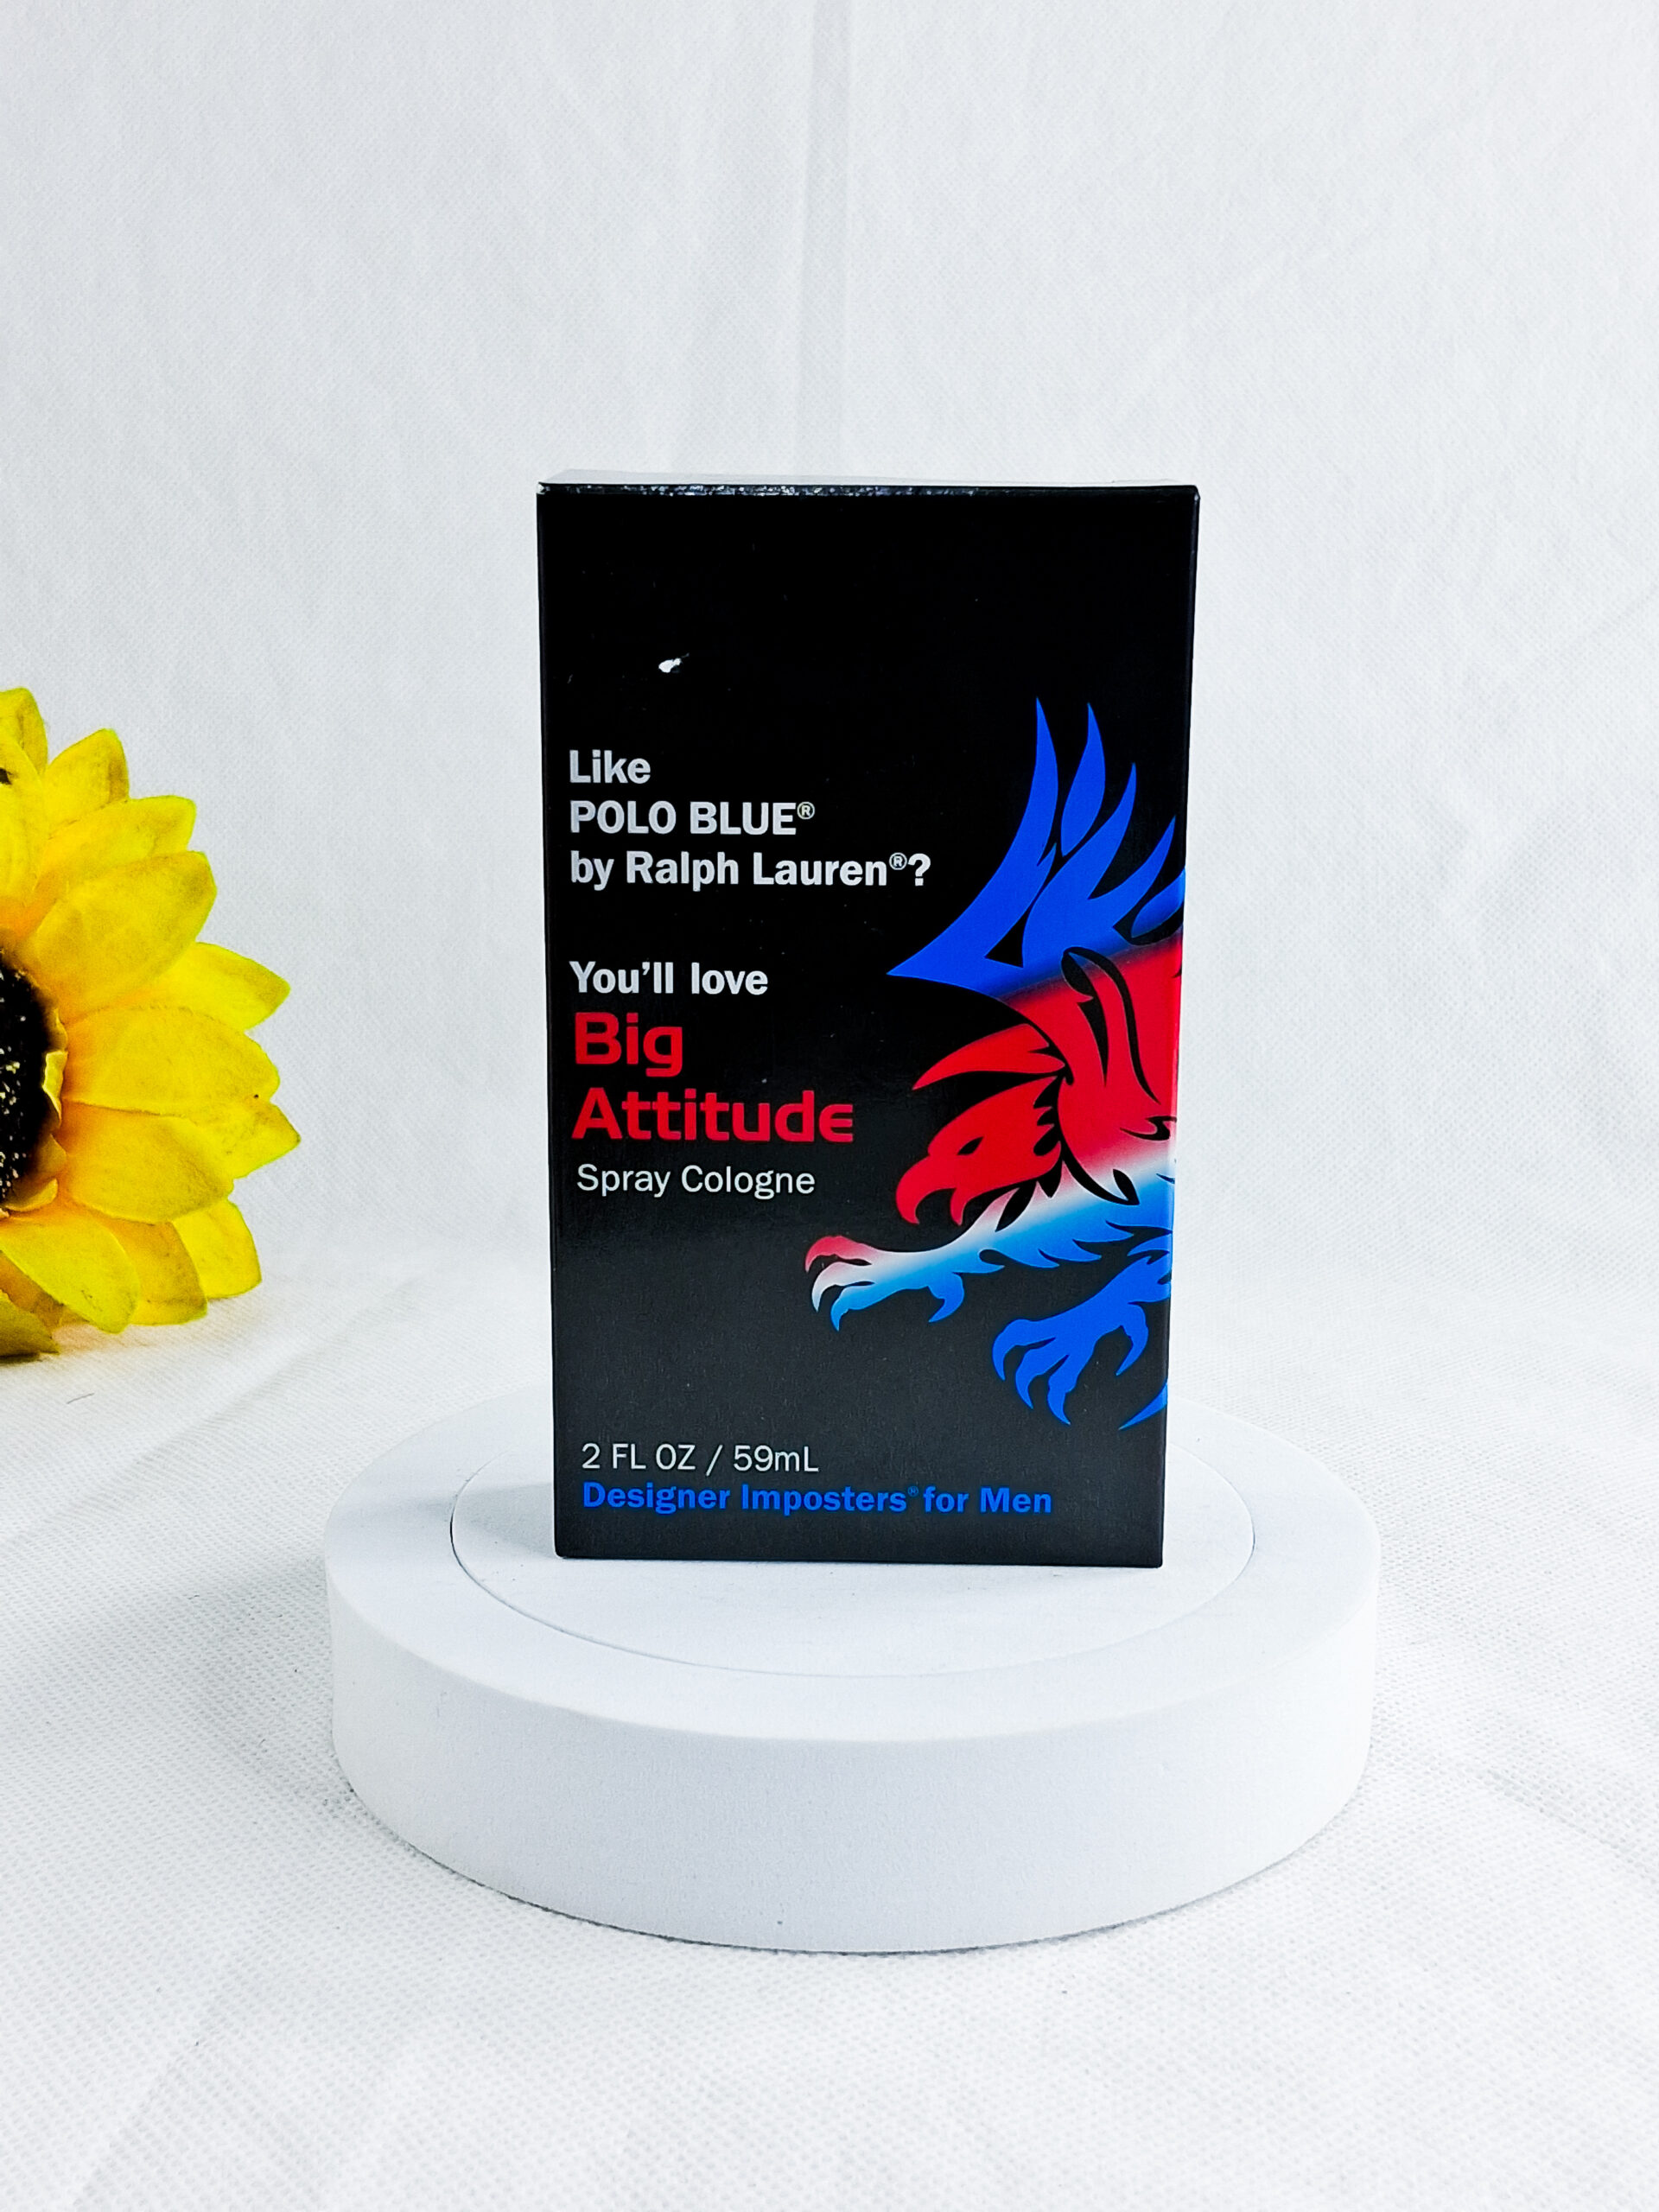 Like
POLO BLUE®
by Ralph Lauren®?
You'll love
Big
Attitude
Spray Cologne
2 FL OZ / 59mL
Designer Imposters® for Men